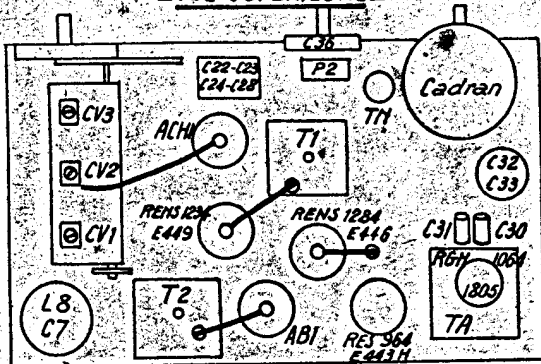 C36
C22-C23
C24-C28
P2
TM
Cadran
CV3
ACH1
T1
C32
C33
CV2
RENS 1234
E449
RENS 1284
E446
C31
C30
CV1
RGN 1064
1805
TA
L8
C7
T2
AB1
RES 964
E443H